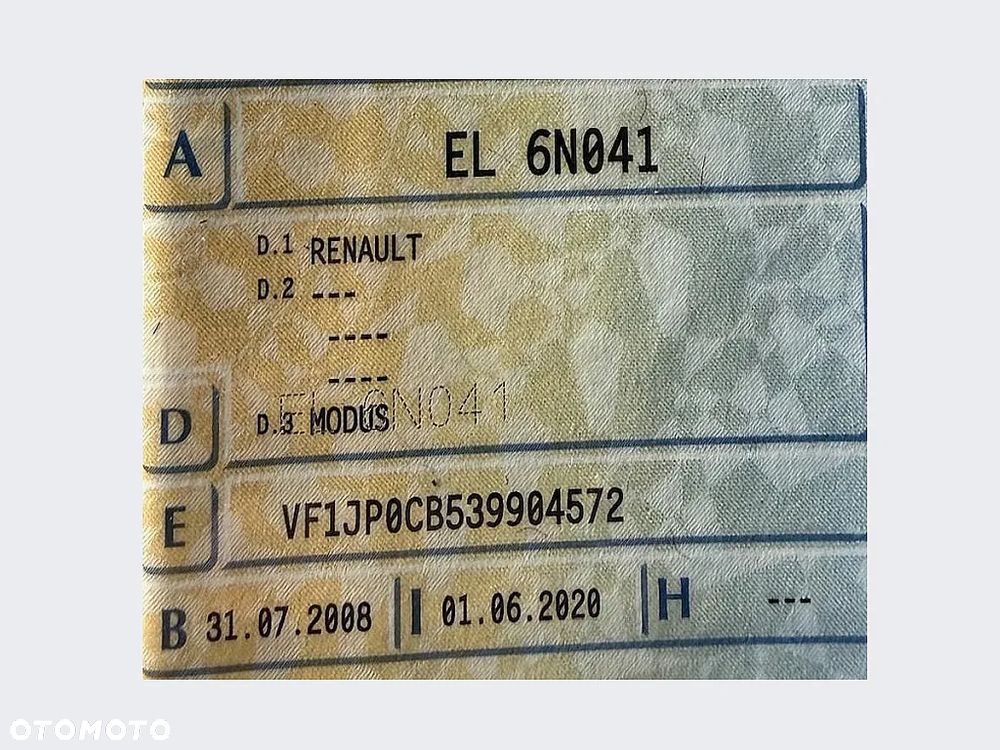 A EL 6N041
D.1 RENAULT
D.2 ---
----
----
EL 6N041
D D.3 MODUS
E VF1JP0CB539904572
B 31.07.2008 I 01.06.2020 H ---
OTOMOTO